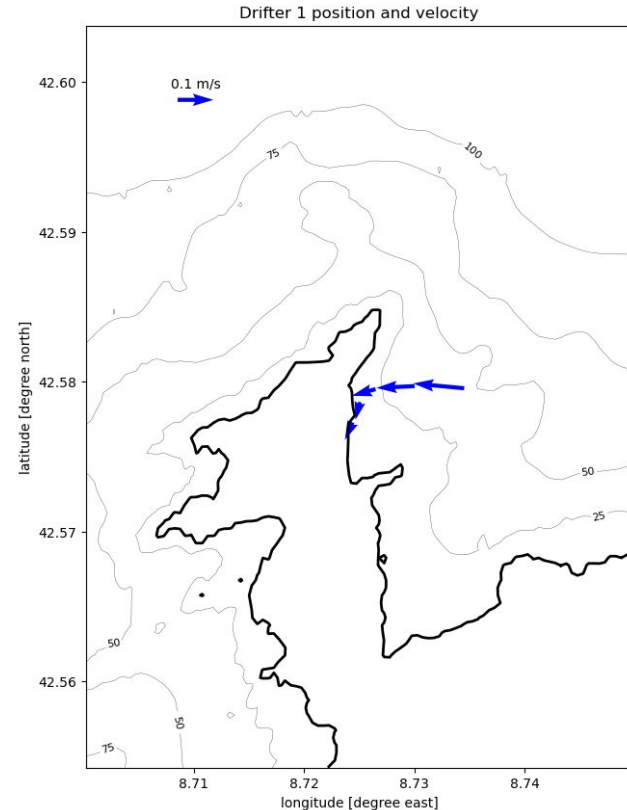 Drifter 1 position and velocity
42.60
0.1 m/s
100
75
42.59
42.58
latitude [degree north]
50
25
42.57
50
50
42.56
75
8.71 8.72 8.73 8.74
longitude [degree east]